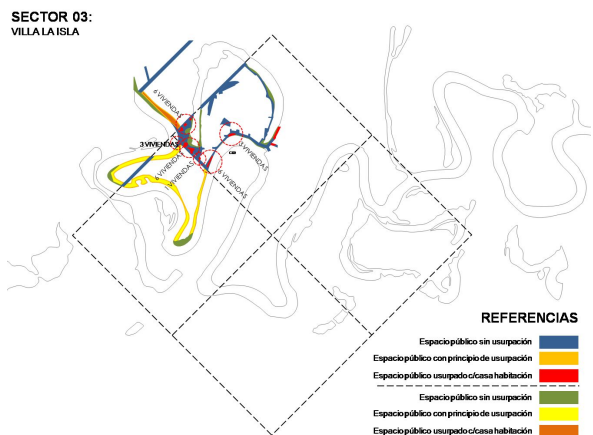 SECTOR 03:
VILLA LA ISLA
6 VIVIENDAS
3 VIVIENDAS
3 VIVIENDAS
6 VIVIENDAS
VIVIENDAS
6 VIVIENDAS
REFERENCIAS
Espacio público sin usurpación
Espacio público con principio de usurpación
Espacio público usurpado c/casa habitación
Espacio público sin usurpación
Espacio público con principio de usurpación
Espacio público usurpado c/casa habitación